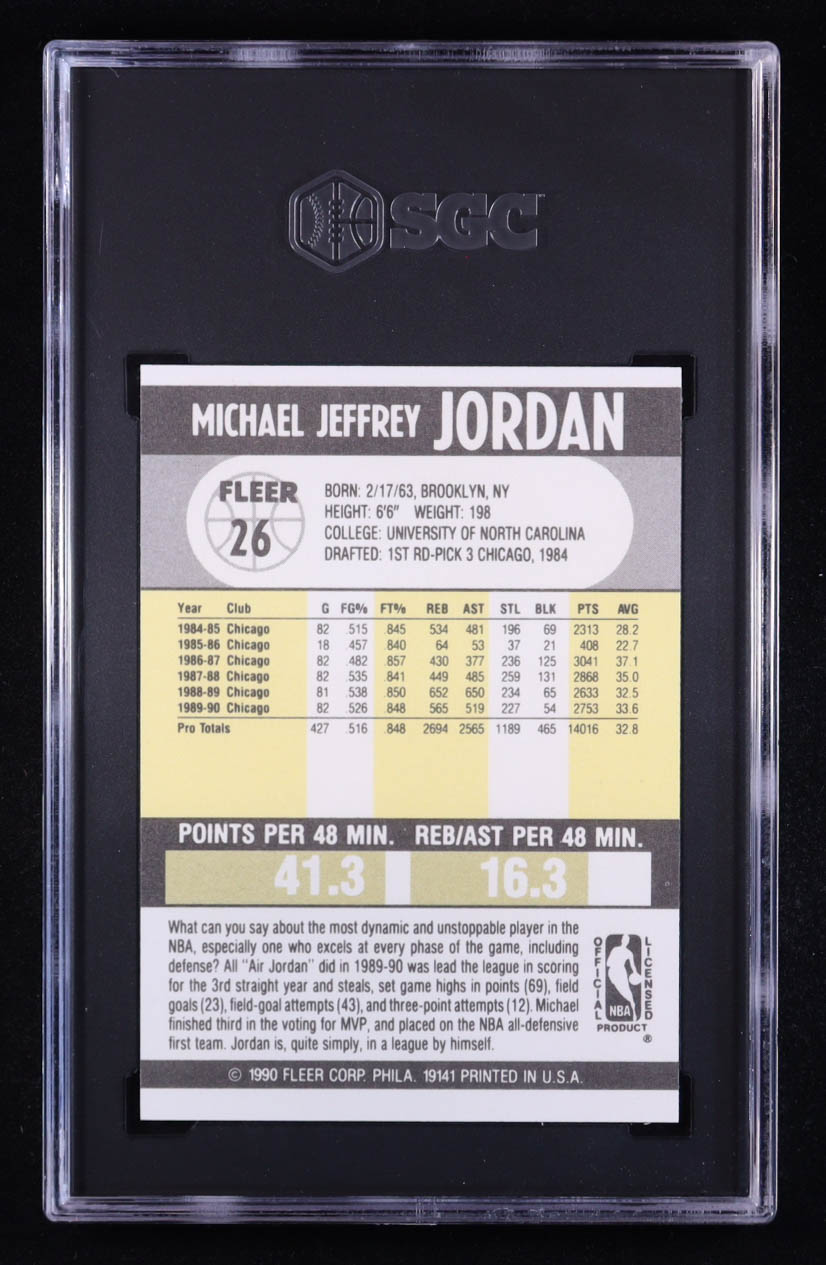 SGC
MICHAEL JEFFREY JORDAN
FLEER
26
BORN: 2/17/63, BROOKLYN, NY
HEIGHT: 6'6" WEIGHT: 198
COLLEGE: UNIVERSITY OF NORTH CAROLINA
DRAFTED: 1ST RD-PICK 3 CHICAGO, 1984
Year Club G FG% FT% REB AST STL BLK PTS AVG
1984-85 Chicago 82 .515 .845 534 481 196 69 2313 28.2
1985-86 Chicago 18 .457 .840 64 53 37 21 408 22.7
1986-87 Chicago 82 .482 .857 430 377 236 125 3041 37.1
1987-88 Chicago 82 .535 .841 449 485 259 131 2868 35.0
1988-89 Chicago 81 .538 .850 652 650 234 65 2633 32.5
1989-90 Chicago 82 .526 .848 565 519 227 54 2753 33.6
Pro Totals 427 .516 .848 2694 2565 1189 465 14016 32.8
POINTS PER 48 MIN. REB/AST PER 48 MIN.
41.3 16.3
What can you say about the most dynamic and unstoppable player in the
NBA, especially one who excels at every phase of the game, including
defense? All "Air Jordan" did in 1989-90 was lead the league in scoring
for the 3rd straight year and steals, set game highs in points (69), field
goals (23), field-goal attempts (43), and three-point attempts (12). Michael
finished third in the voting for MVP, and placed on the NBA all-defensive
first team. Jordan is, quite simply, in a league by himself.
OFFICIAL
NBA
LICENSED
PRODUCT
®
© 1990 FLEER CORP. PHILA. 19141 PRINTED IN U.S.A.